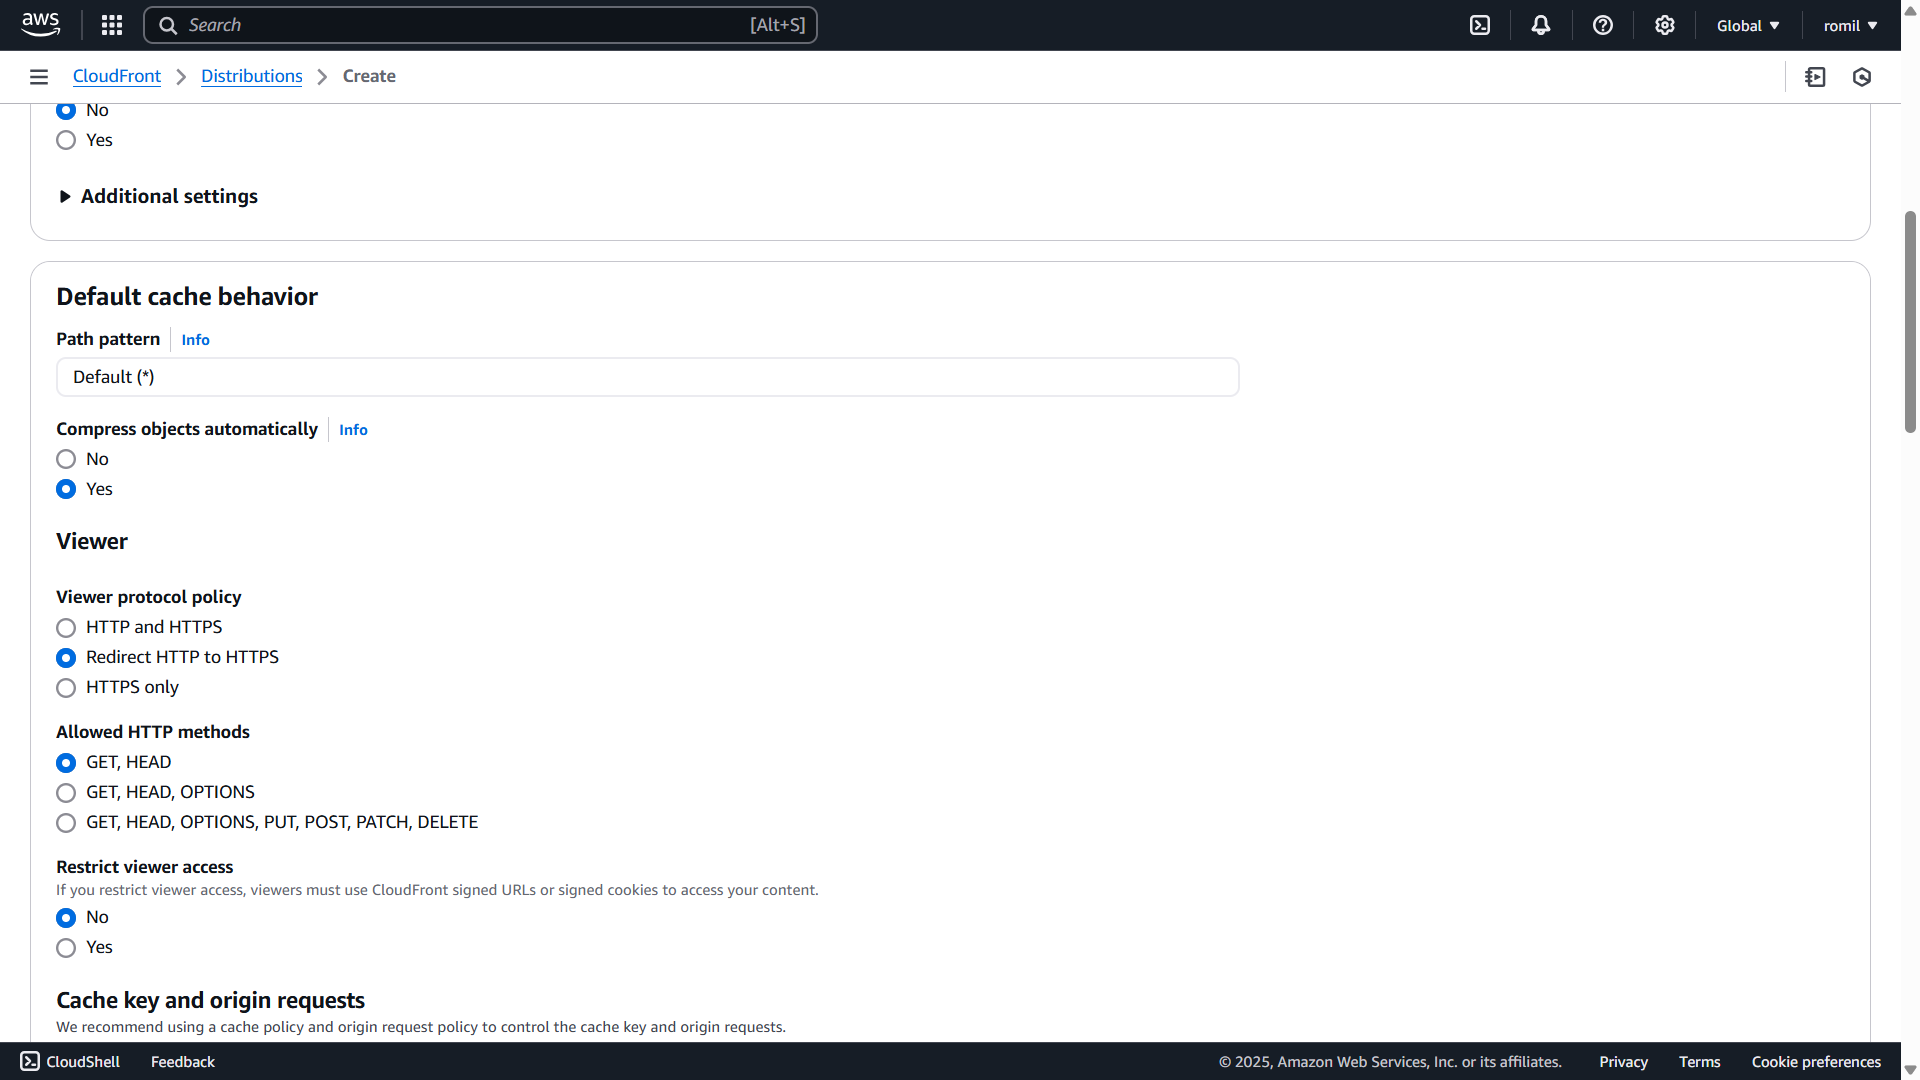 aws
Search [Alt+S]
Global
romil
CloudFront
Distributions
Create
No
Yes
Additional settings
Default cache behavior
Path pattern
Info
Default (*)
Compress objects automatically
Info
No
Yes
Viewer
Viewer protocol policy
HTTP and HTTPS
Redirect HTTP to HTTPS
HTTPS only
Allowed HTTP methods
GET, HEAD
GET, HEAD, OPTIONS
GET, HEAD, OPTIONS, PUT, POST, PATCH, DELETE
Restrict viewer access
If you restrict viewer access, viewers must use CloudFront signed URLs or signed cookies to access your content.
No
Yes
Cache key and origin requests
We recommend using a cache policy and origin request policy to control the cache key and origin requests.
CloudShell
Feedback
© 2025, Amazon Web Services, Inc. or its affiliates.
Privacy
Terms
Cookie preferences